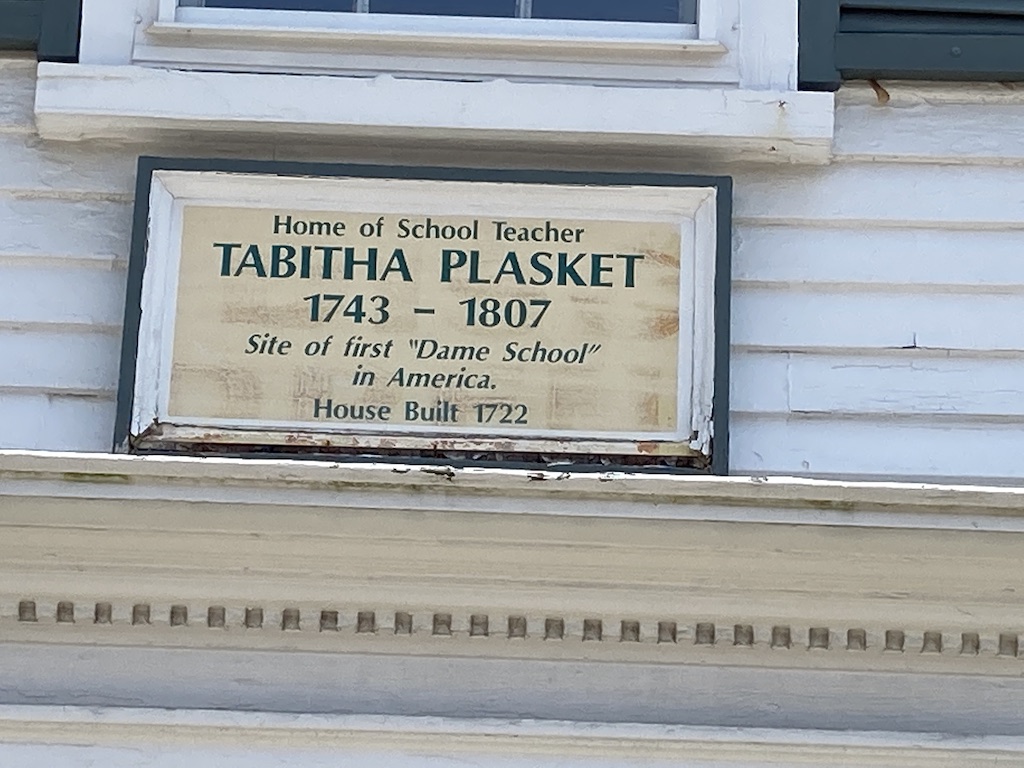 Home of School Teacher
TABITHA PLASKET
1743 – 1807
Site of first "Dame School"
in America.
House Built 1722